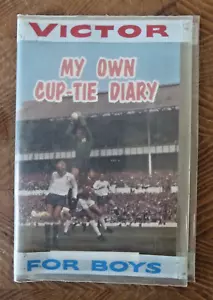 VICTOR
MY OWN
CUP-TIE DIARY
FOR BOYS